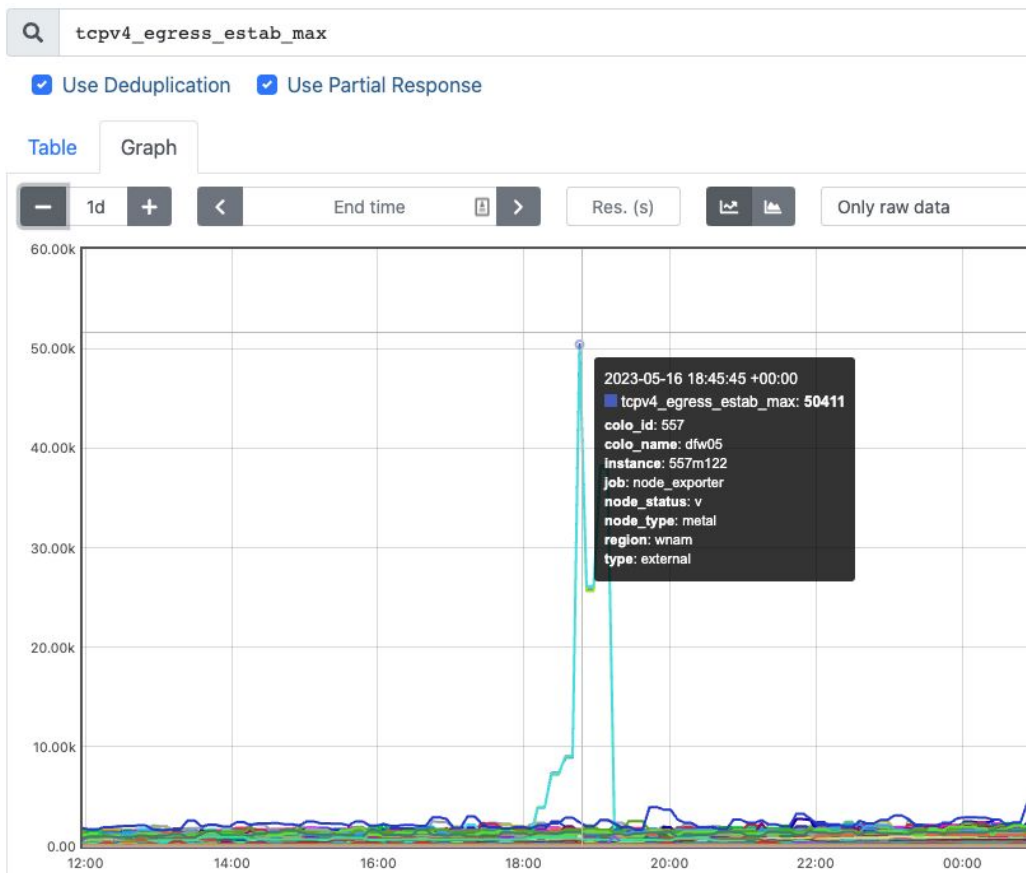 tcpv4_egress_estab_max
Use Deduplication Use Partial Response
Table Graph
1d End time Res. (s) Only raw data
60.00k
50.00k
40.00k
30.00k
20.00k
10.00k
0.00
2023-05-16 18:45:45 +00:00
tcpv4_egress_estab_max: 50411
colo_id: 557
colo_name: dfw05
instance: 557m122
job: node_exporter
node_status: v
node_type: metal
region: wnam
type: external
12:00 14:00 16:00 18:00 20:00 22:00 00:00